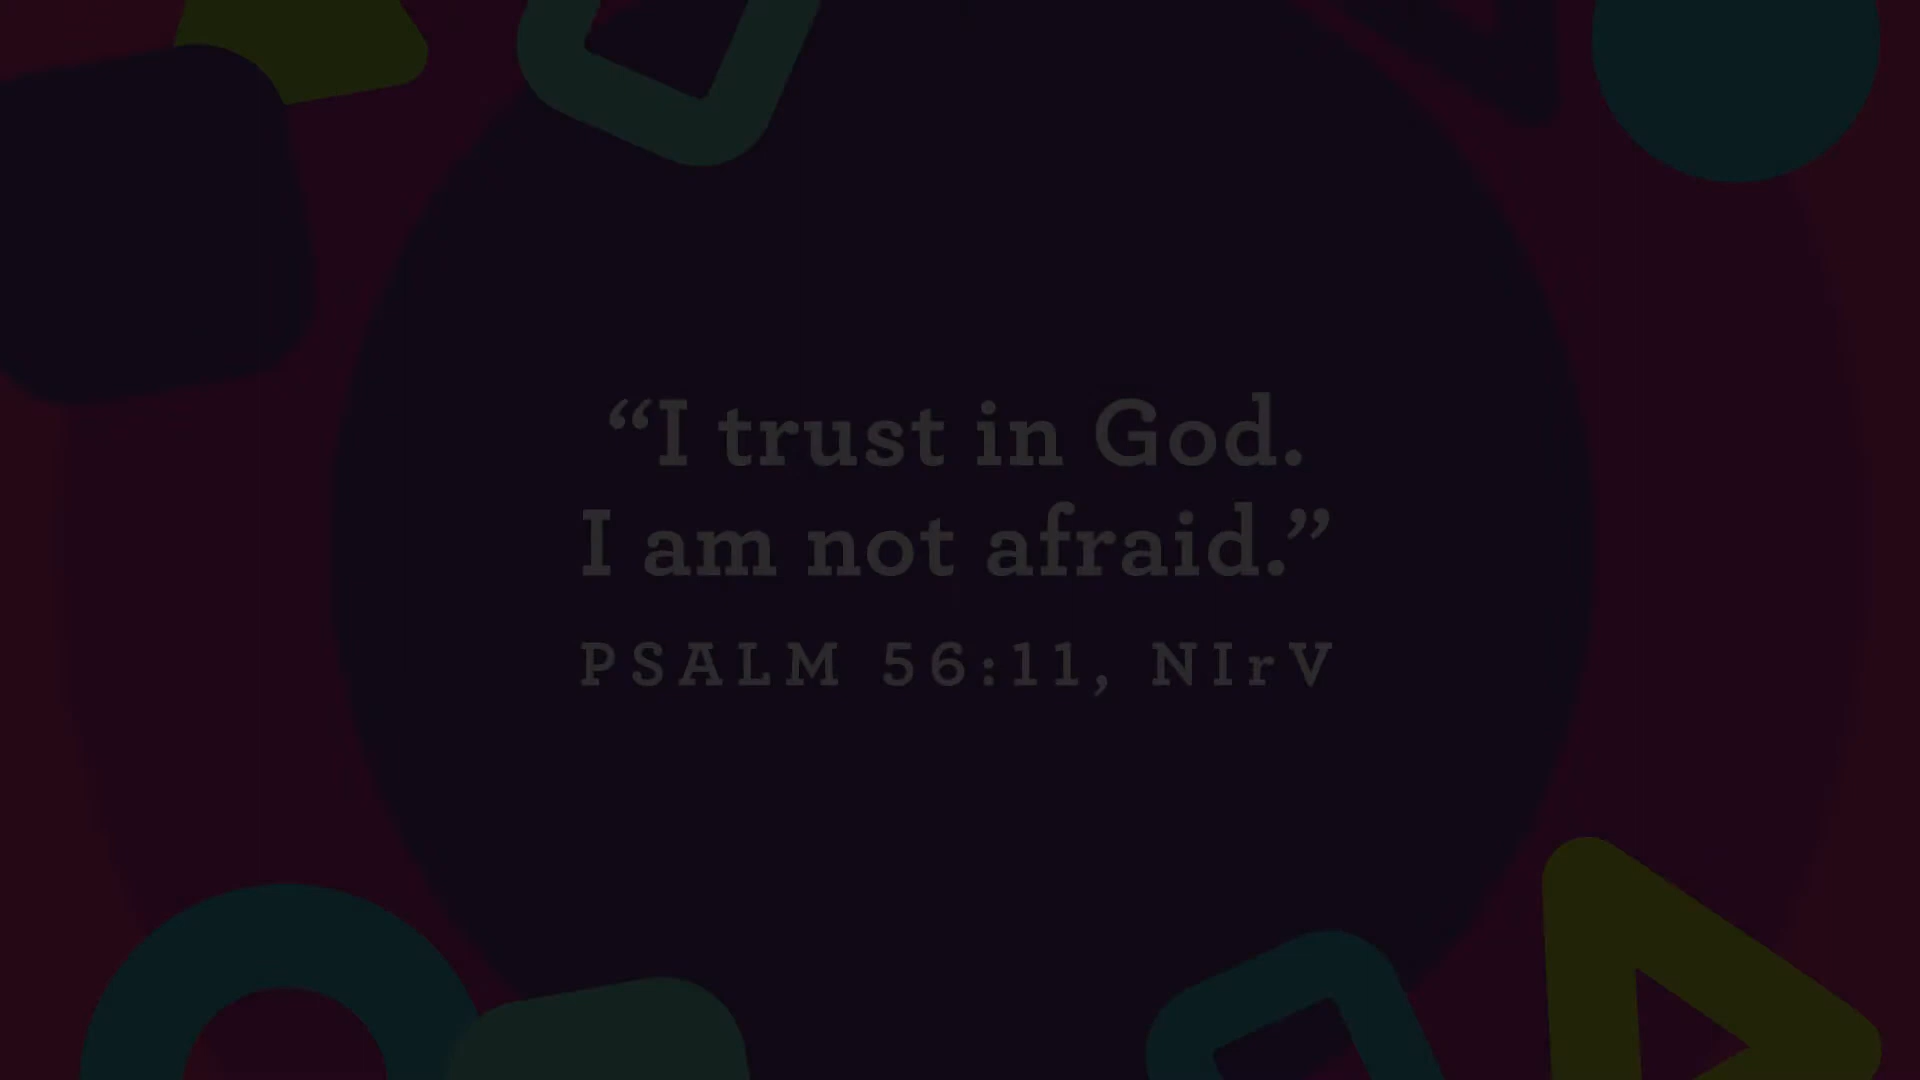 “I trust in God.
I am not afraid.”
PSALM 56:11, NIrV